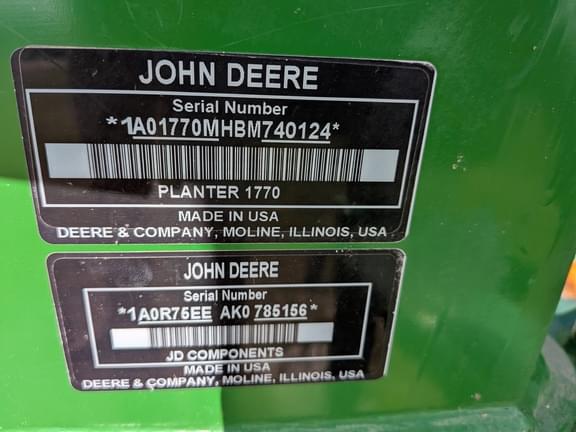 JOHN DEERE
Serial Number
*1A01770MHBM740124*
PLANTER 1770
MADE IN USA
DEERE & COMPANY, MOLINE, ILLINOIS, USA
JOHN DEERE
Serial Number
*1A0R75EE AK0 785156*
JD COMPONENTS
MADE IN USA
DEERE & COMPANY, MOLINE, ILLINOIS, USA